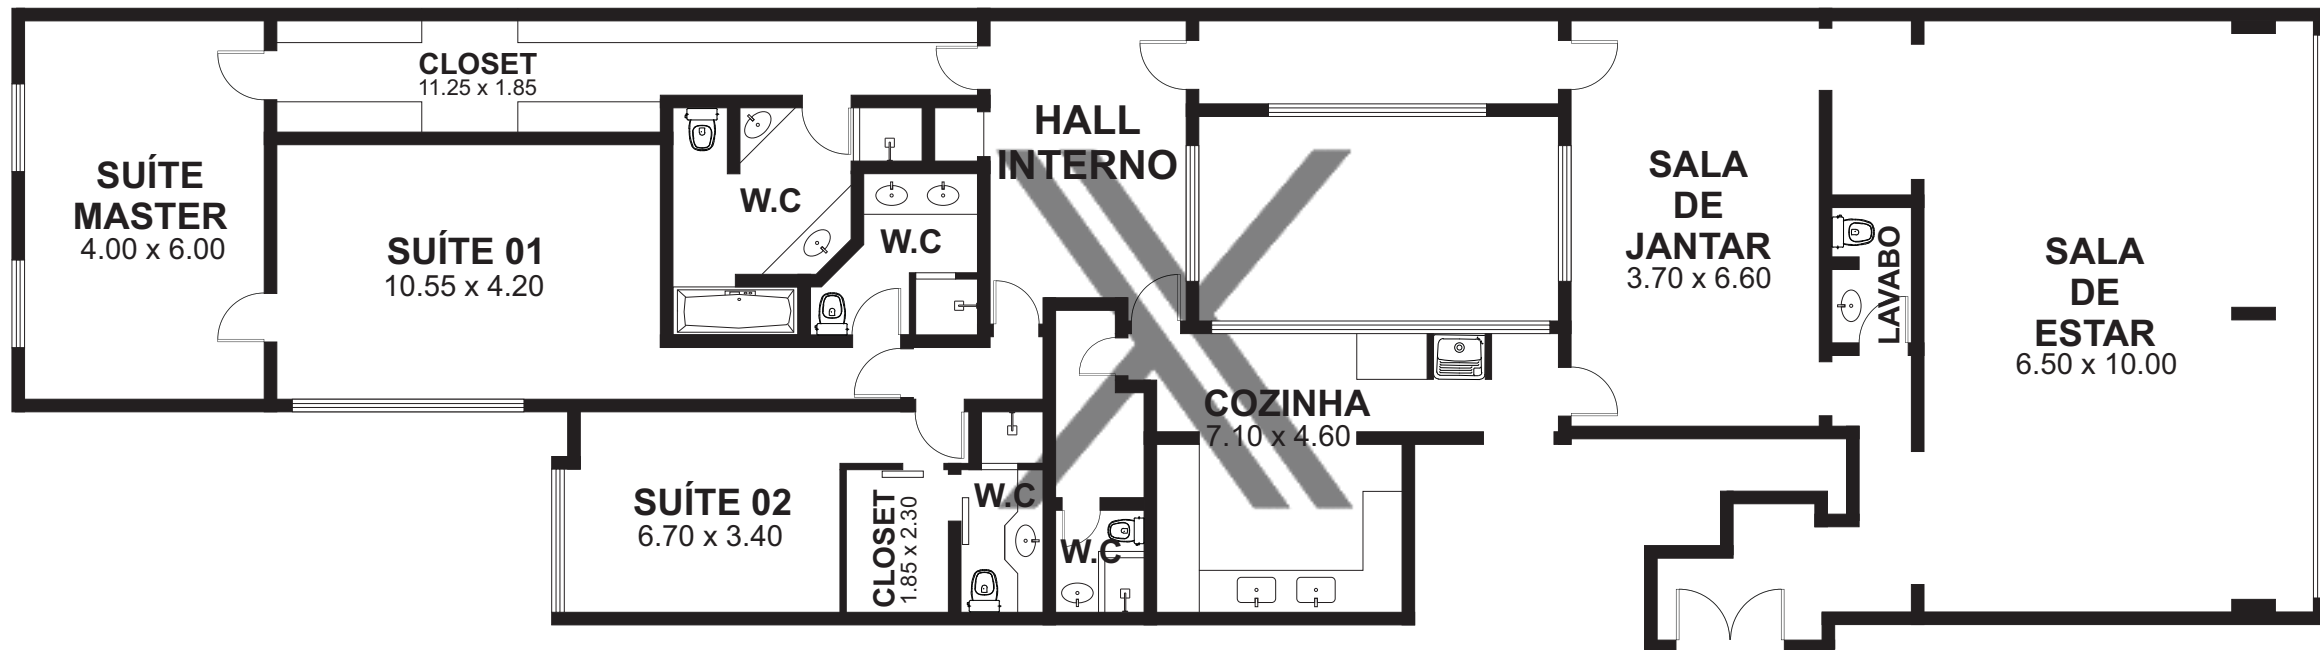 CLOSET
11.25 x 1.85
SUÍTE
MASTER
4.00 x 6.00
SUÍTE 01
10.55 x 4.20
W.C
W.C
HALL
INTERNO
SALA
DE
JANTAR
3.70 x 6.60
LAVABO
SALA
DE
ESTAR
6.50 x 10.00
COZINHA
7.10 x 4.60
SUÍTE 02
6.70 x 3.40
CLOSET
1.85 x 2.30
W.C
W.C